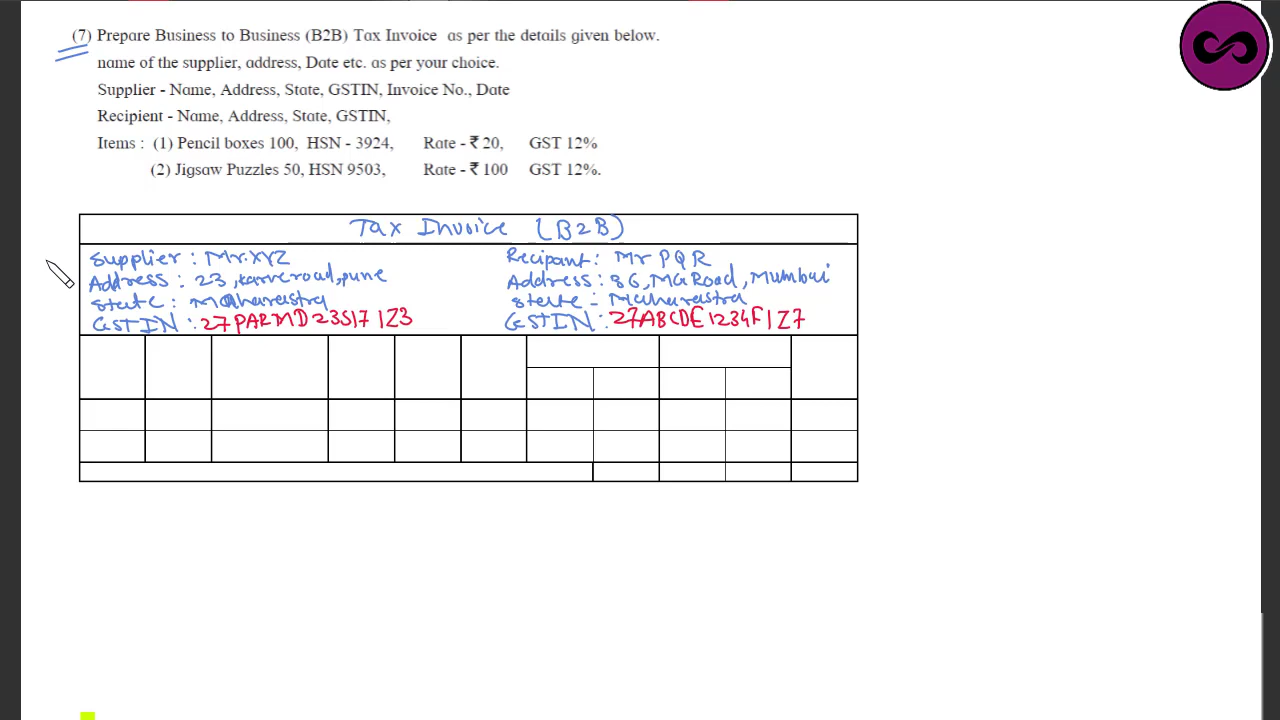 (7) Prepare Business to Business (B2B) Tax Invoice as per the details given below.
name of the supplier, address, Date etc. as per your choice.
Supplier - Name, Address, State, GSTIN, Invoice No., Date
Recipient - Name, Address, State, GSTIN,
Items : (1) Pencil boxes 100, HSN - 3924, Rate - ₹ 20, GST 12%
(2) Jigsaw Puzzles 50, HSN 9503, Rate - ₹ 100 GST 12%.
Tax Invoice (B2B)
Supplier : Mr. XYZ Recipant : Mr PQR
Address : 23, karve road, pune Address : 86, MG Road, Mumbai
State : Maharastra State - Maharastra
GSTIN : 27PARMD23S171Z3 GSTIN : 27ABCDE1234F1Z7